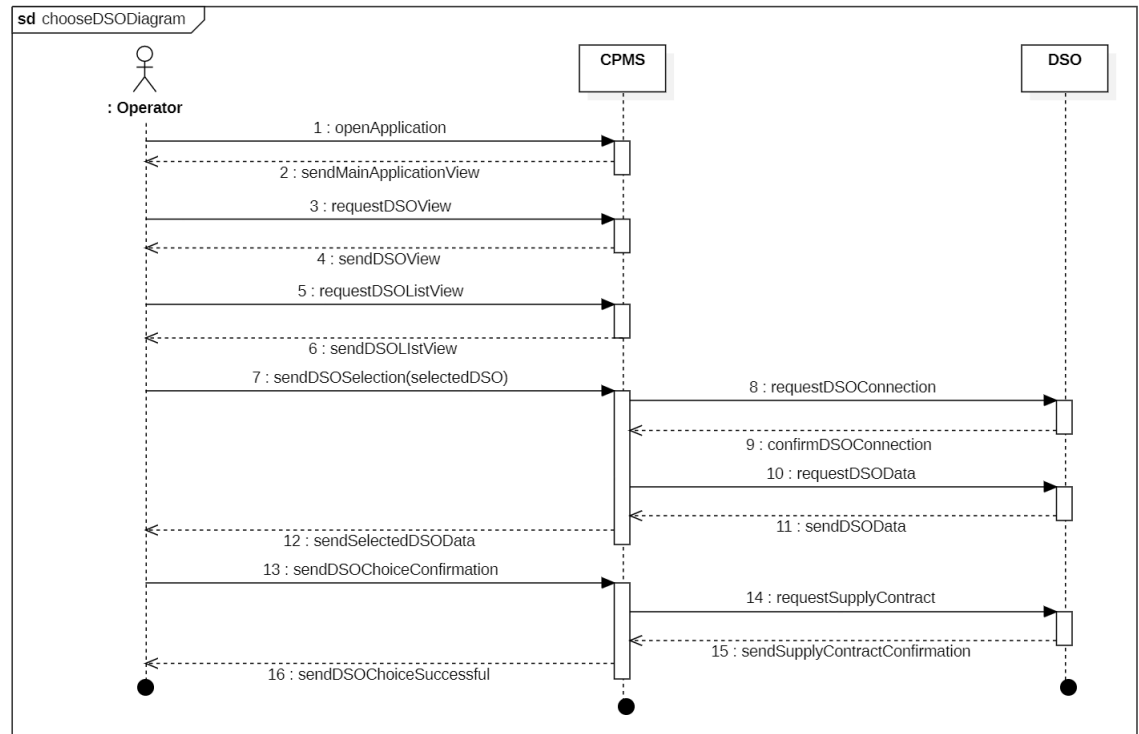 sd chooseDSODiagram
CPMS
DSO
: Operator
1 : openApplication
2 : sendMainApplicationView
3 : requestDSOView
4 : sendDSOView
5 : requestDSOListView
6 : sendDSOLIstView
7 : sendDSOSelection(selectedDSO)
8 : requestDSOConnection
9 : confirmDSOConnection
10 : requestDSOData
11 : sendDSOData
12 : sendSelectedDSOData
13 : sendDSOChoiceConfirmation
14 : requestSupplyContract
15 : sendSupplyContractConfirmation
16 : sendDSOChoiceSuccessful